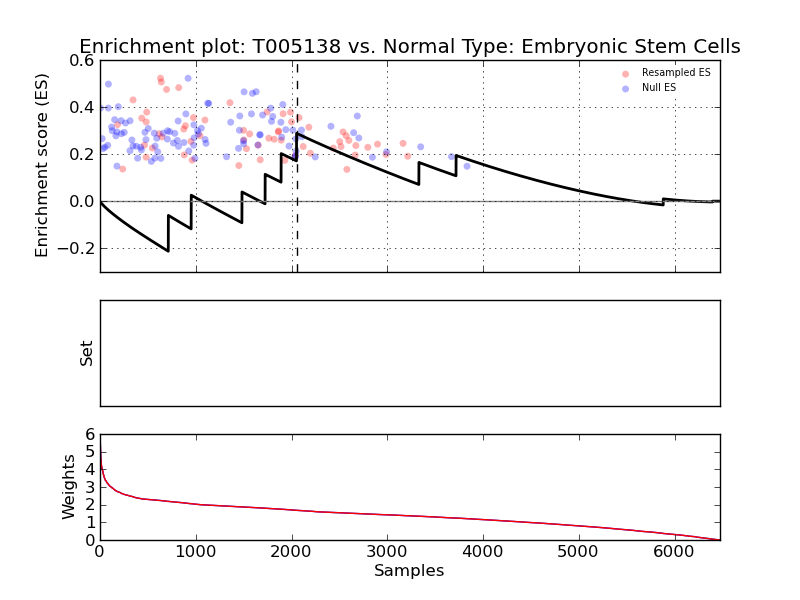 Enrichment plot: T005138 vs. Normal Type: Embryonic Stem Cells
Enrichment score (ES)
0.6
0.4
0.2
0.0
−0.2
Resampled ES
Null ES
Set
Weights
6
5
4
3
2
1
0
0 1000 2000 3000 4000 5000 6000
Samples